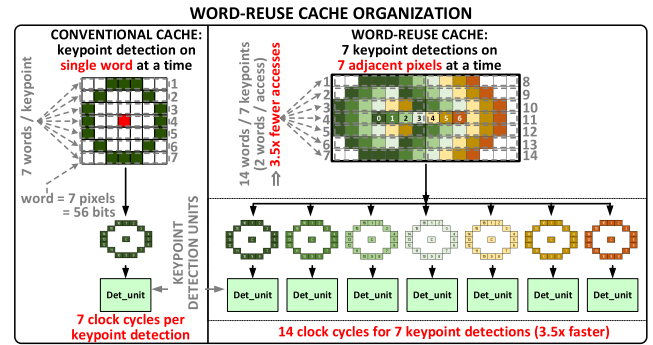 WORD-REUSE CACHE ORGANIZATION
CONVENTIONAL CACHE:
keypoint detection on
single word at a time
7 words / keypoint
1
2
3
4
5
6
7
word = 7 pixels
= 56 bits
Det_unit
7 clock cycles per
keypoint detection
KEYPOINT
DETECTION UNITS
WORD-REUSE CACHE:
7 keypoint detections on
7 adjacent pixels at a time
14 words / 7 keypoints
(2 words / access)
3.5x fewer accesses
1 8
2 9
3 10
4 0 1 2 3 4 5 6 11
5 12
6 13
7 14
Det_unit Det_unit Det_unit Det_unit Det_unit Det_unit Det_unit
14 clock cycles for 7 keypoint detections (3.5x faster)